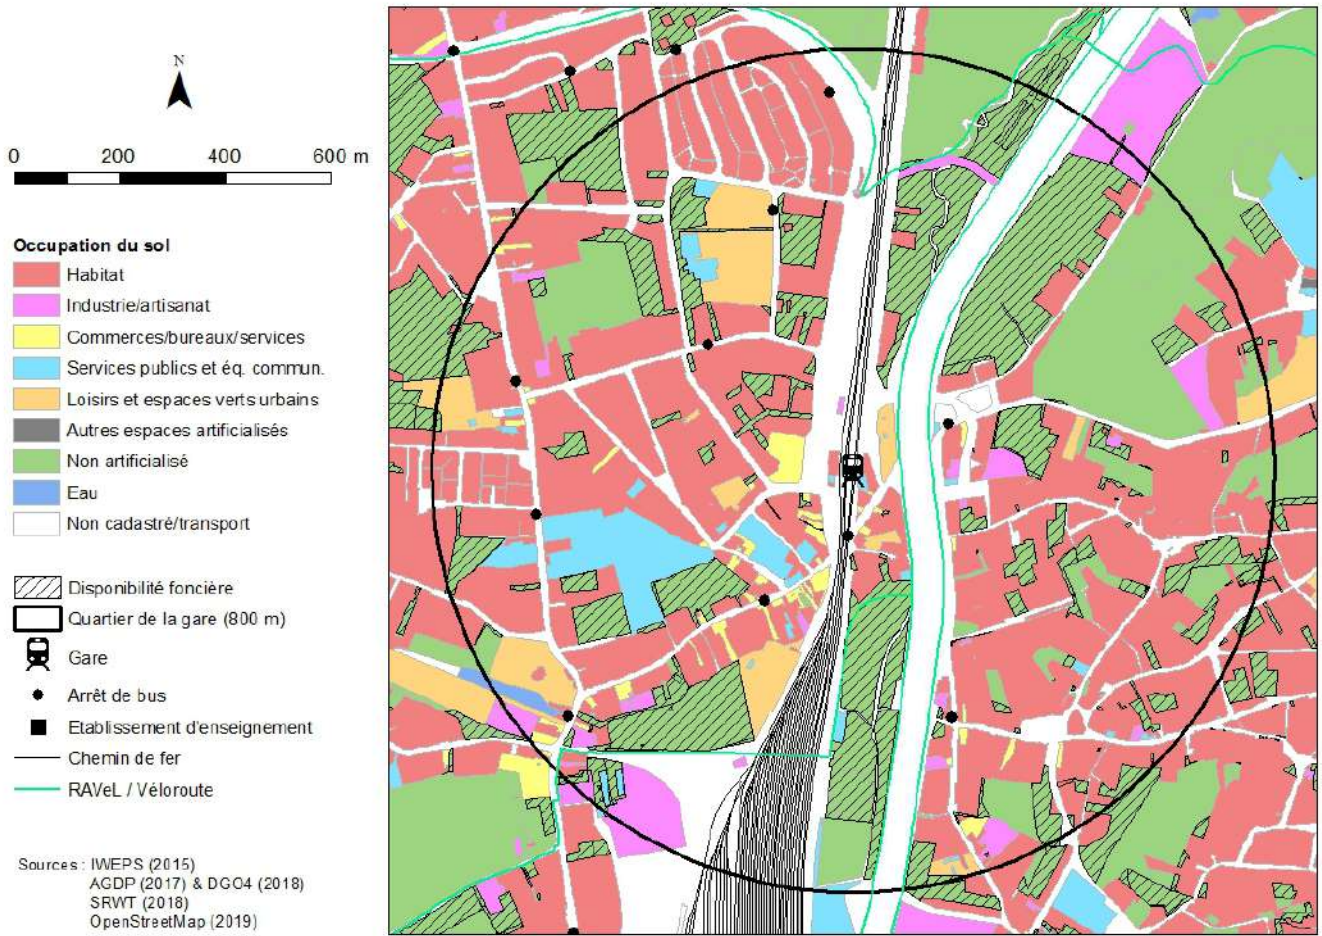 N
0 200 400 600 m
Occupation du sol
Habitat
Industrie/artisanat
Commerces/bureaux/services
Services publics et éq. commun.
Loisirs et espaces verts urbains
Autres espaces artificialisés
Non artificialisé
Eau
Non cadastré/transport
Disponibilité foncière
Quartier de la gare (800 m)
Gare
Arrêt de bus
Etablissement d'enseignement
Chemin de fer
RAVeL / Véloroute
Sources : IWEPS (2015)
AGDP (2017) & DGO4 (2018)
SRWT (2018)
OpenStreetMap (2019)